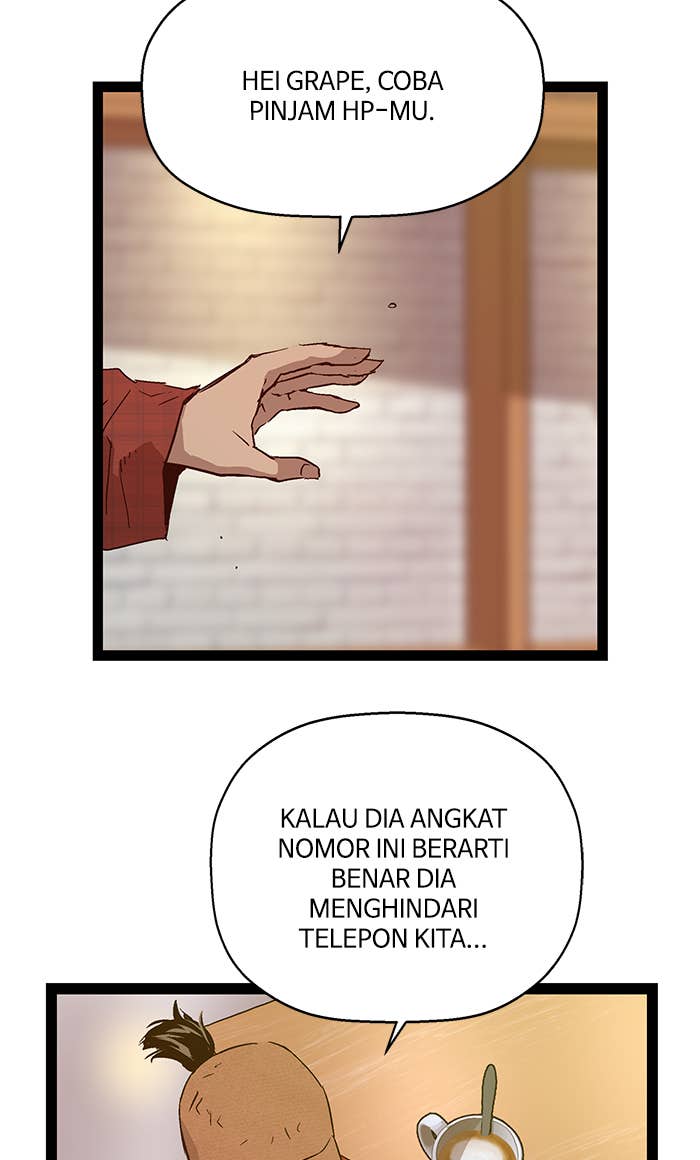 HEI GRAPE, COBA
PINJAM HP-MU.
KALAU DIA ANGKAT
NOMOR INI BERARTI
BENAR DIA
MENGHINDARI
TELEPON KITA...